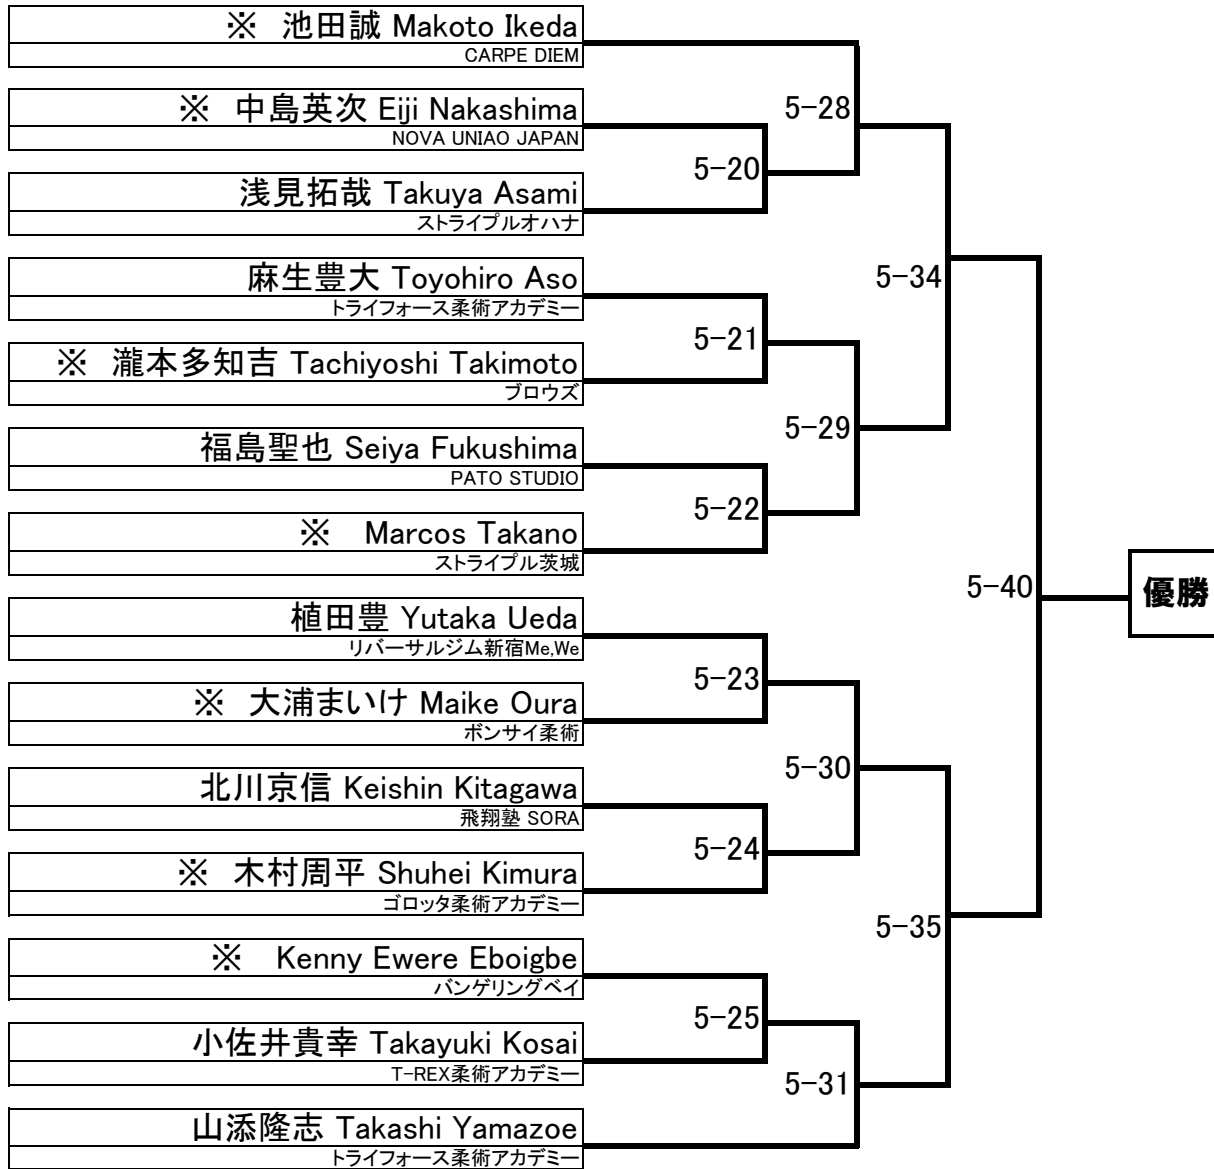 ※　池田誠 Makoto Ikeda
CARPE DIEM
※　中島英次 Eiji Nakashima
NOVA UNIAO JAPAN
浅見拓哉 Takuya Asami
ストライプルオハナ
麻生豊大 Toyohiro Aso
トライフォース柔術アカデミー
※　瀧本多知吉 Tachiyoshi Takimoto
ブロウズ
福島聖也 Seiya Fukushima
PATO STUDIO
※　Marcos Takano
ストライプル茨城
植田豊 Yutaka Ueda
リバーサルジム新宿Me,We
※　大浦まいけ Maike Oura
ボンサイ柔術
北川京信 Keishin Kitagawa
飛翔塾 SORA
※　木村周平 Shuhei Kimura
ゴロッタ柔術アカデミー
※　Kenny Ewere Eboigbe
バンゲリングベイ
小佐井貴幸 Takayuki Kosai
T-REX柔術アカデミー
山添隆志 Takashi Yamazoe
トライフォース柔術アカデミー
5-20
5-21
5-22
5-23
5-24
5-25
5-28
5-29
5-30
5-31
5-34
5-35
5-40
優勝